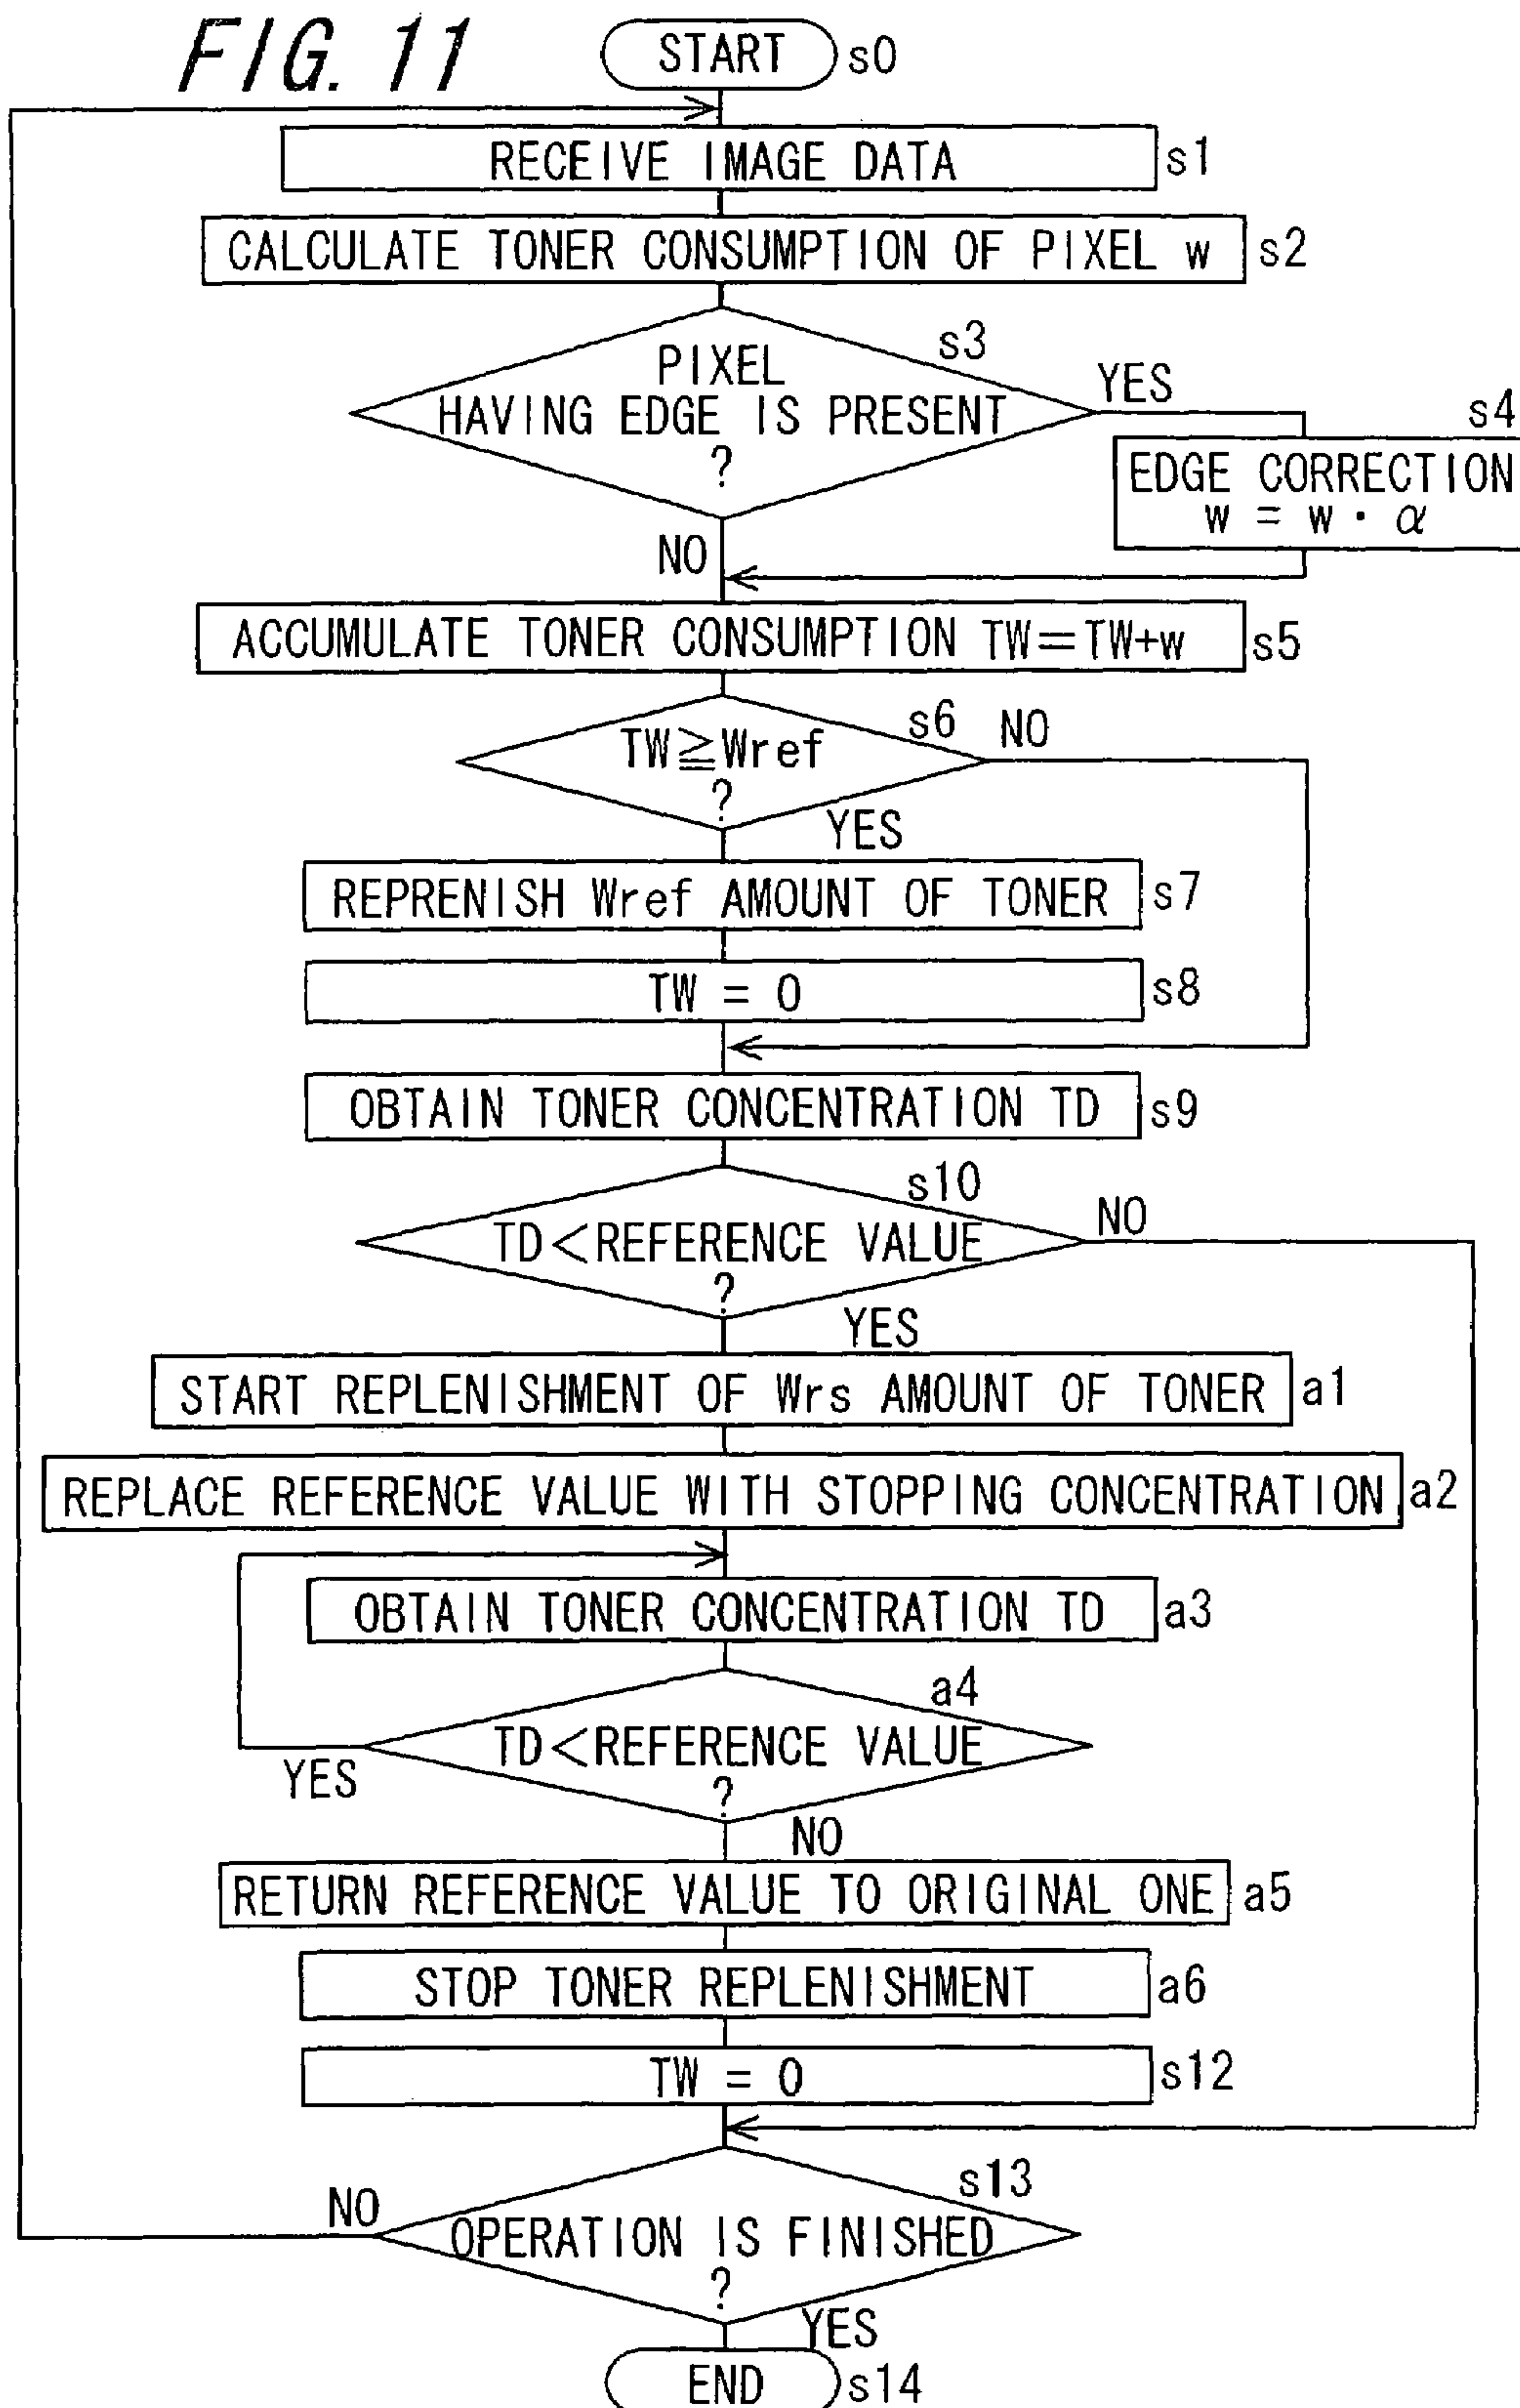 FIG. 11
START s0
RECEIVE IMAGE DATA s1
CALCULATE TONER CONSUMPTION OF PIXEL w s2
s3
PIXEL
HAVING EDGE IS PRESENT
?
YES
s4
EDGE CORRECTION
w = w · α
NO
ACCUMULATE TONER CONSUMPTION TW=TW+w s5
s6
TW≧Wref
?
NO
YES
REPRENISH Wref AMOUNT OF TONER s7
TW = 0 s8
OBTAIN TONER CONCENTRATION TD s9
s10
TD<REFERENCE VALUE
?
NO
YES
START REPLENISHMENT OF Wrs AMOUNT OF TONER a1
REPLACE REFERENCE VALUE WITH STOPPING CONCENTRATION a2
OBTAIN TONER CONCENTRATION TD a3
a4
TD<REFERENCE VALUE
?
YES
NO
RETURN REFERENCE VALUE TO ORIGINAL ONE a5
STOP TONER REPLENISHMENT a6
TW = 0 s12
s13
NO
OPERATION IS FINISHED
?
YES
END s14